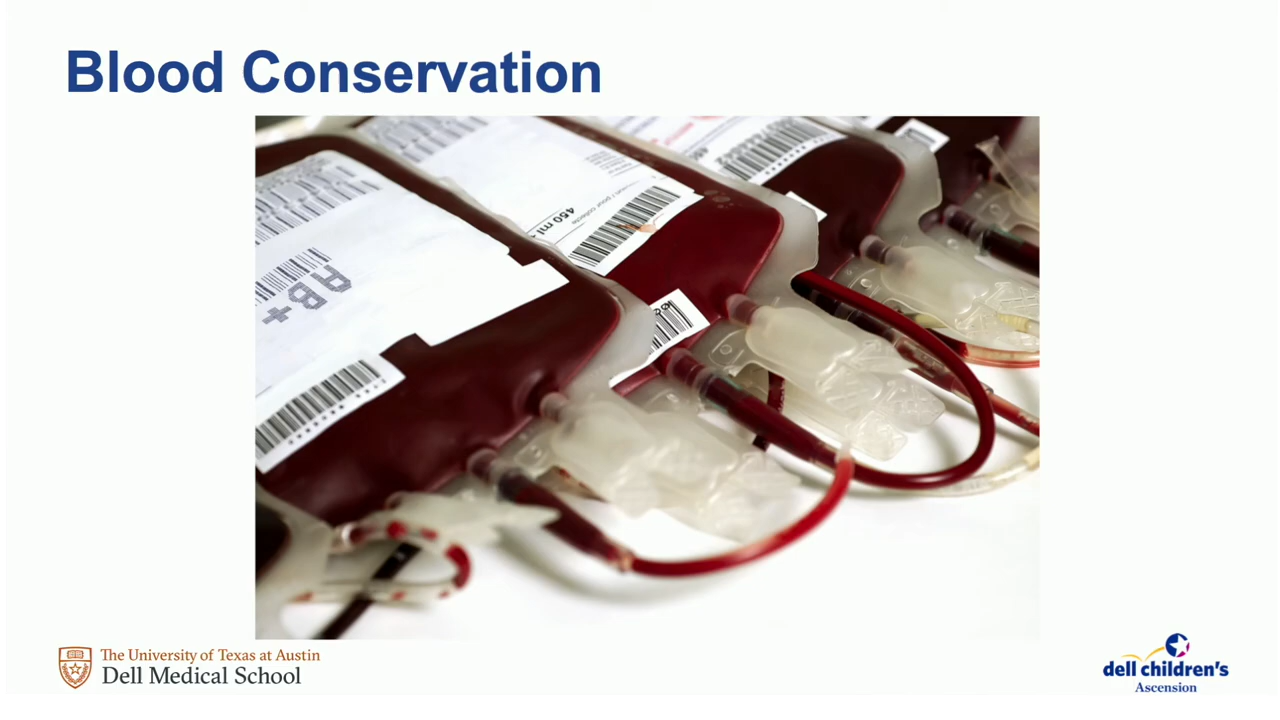 Blood Conservation
AB+
450 ml
The University of Texas at Austin
Dell Medical School
dell children's
Ascension